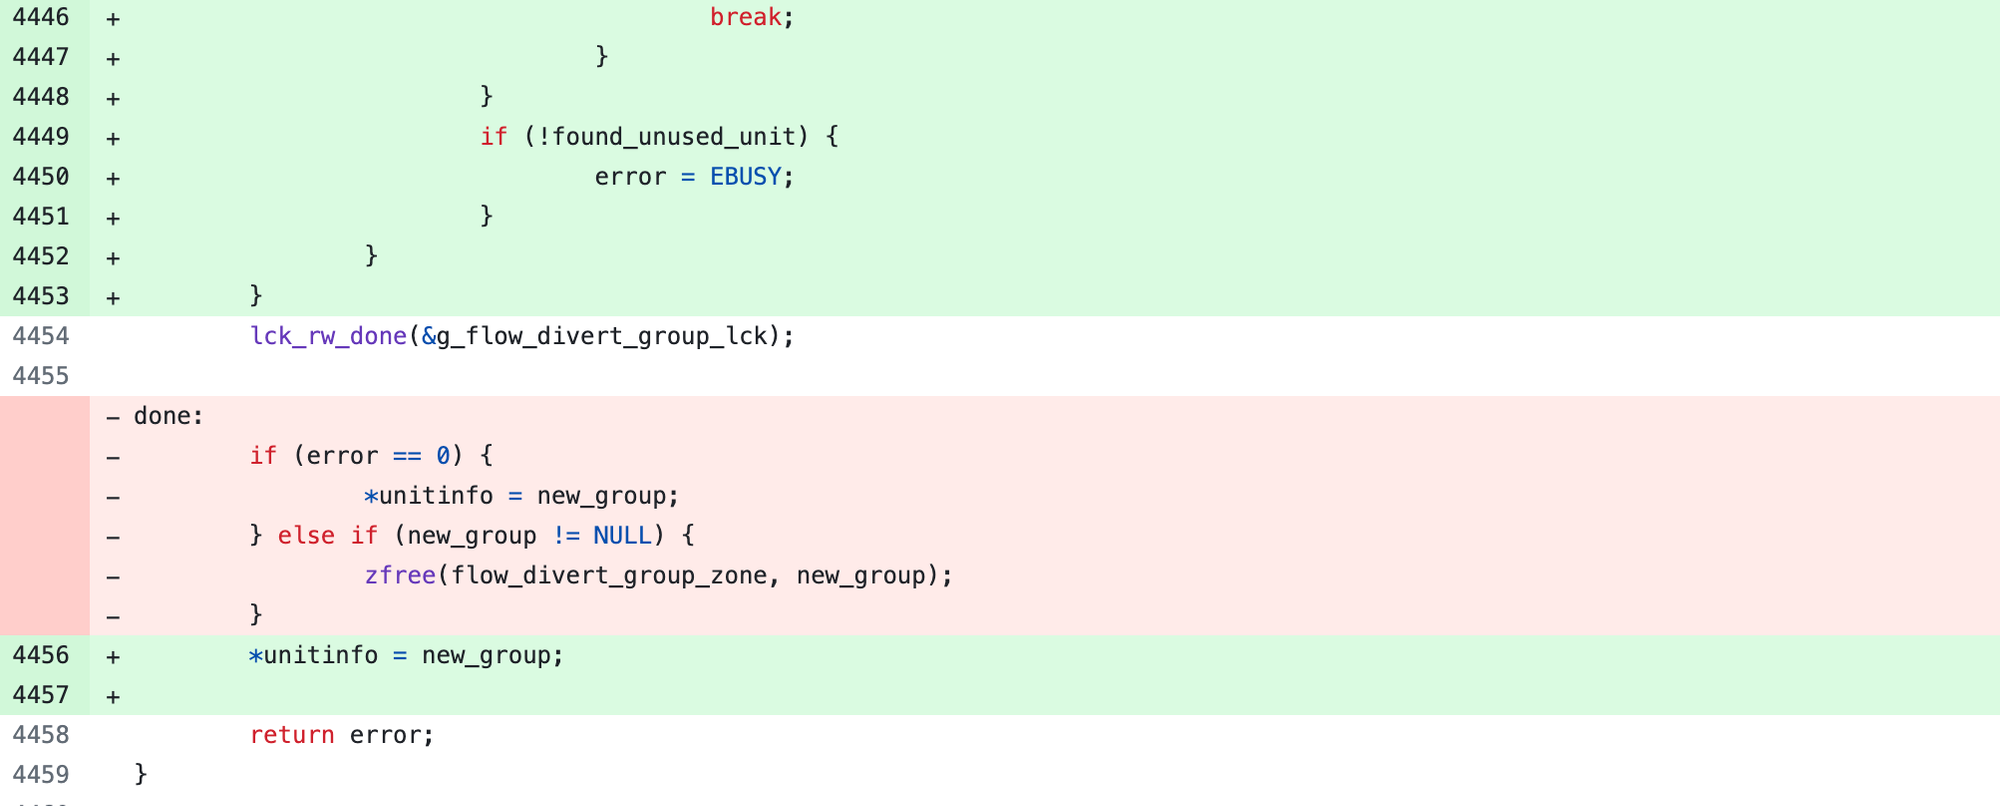 4446 + break;
4447 + }
4448 + }
4449 + if (!found_unused_unit) {
4450 + error = EBUSY;
4451 + }
4452 + }
4453 + }
4454 lck_rw_done(&g_flow_divert_group_lck);
4455
− done:
− if (error == 0) {
− *unitinfo = new_group;
− } else if (new_group != NULL) {
− zfree(flow_divert_group_zone, new_group);
− }
4456 + *unitinfo = new_group;
4457 +
4458 return error;
4459 }